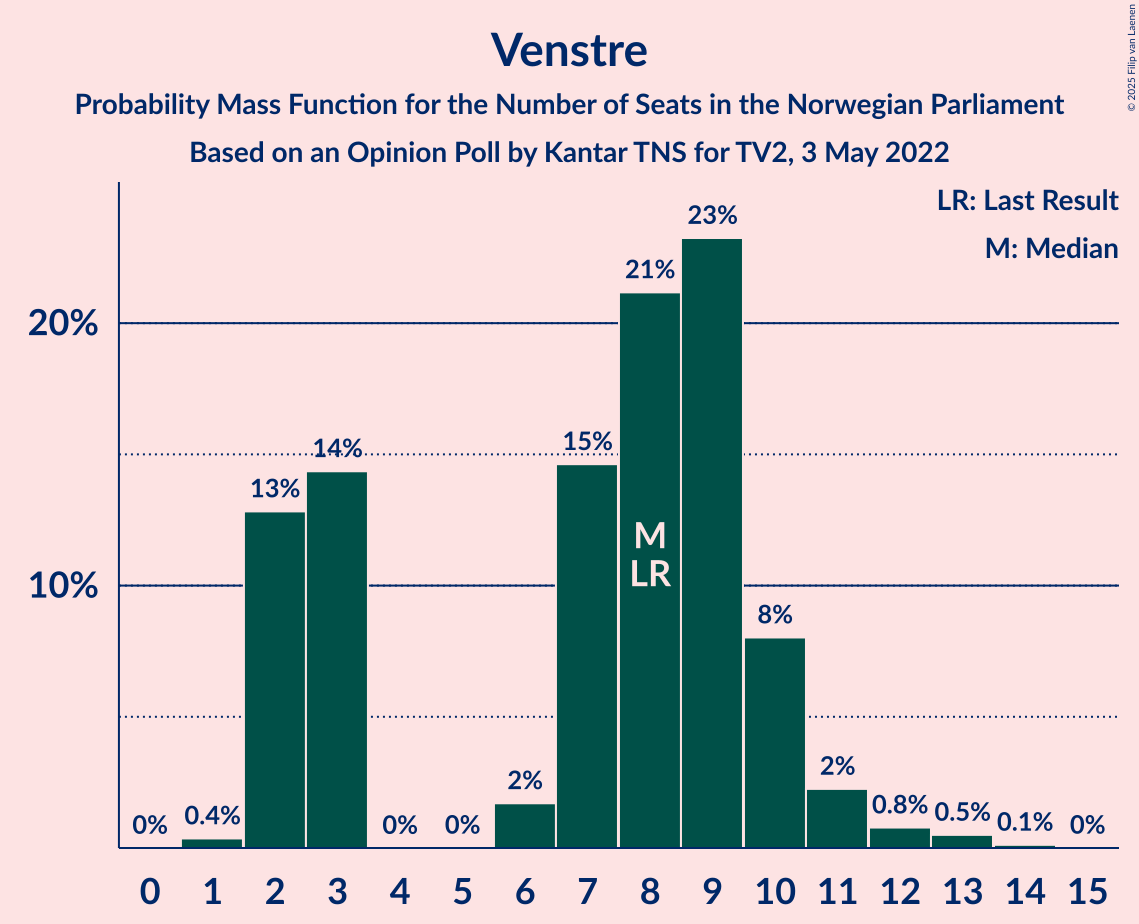 Venstre
Probability Mass Function for the Number of Seats in the Norwegian Parliament
Based on an Opinion Poll by Kantar TNS for TV2, 3 May 2022
© 2025 Filip van Laenen
LR: Last Result
M: Median
20%
10%
0%
0.4%
13%
14%
0%
0%
2%
15%
21%
23%
8%
2%
0.8%
0.5%
0.1%
0%
M
LR
0 1 2 3 4 5 6 7 8 9 10 11 12 13 14 15